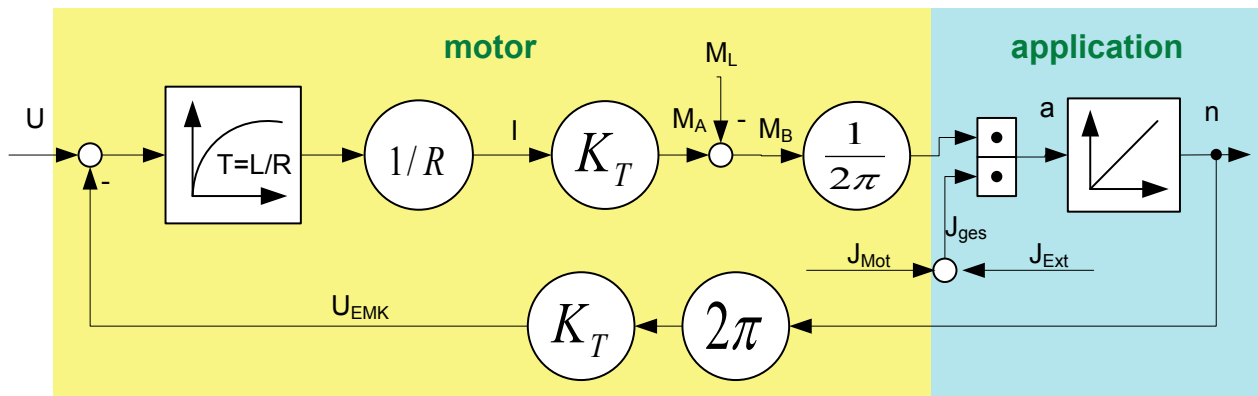 motor
application
M_L
U
T=L/R
1/R
I
K_T
M_A
-
M_B
1/2π
a
n
-
J_ges
J_Mot
J_Ext
U_EMK
K_T
2π